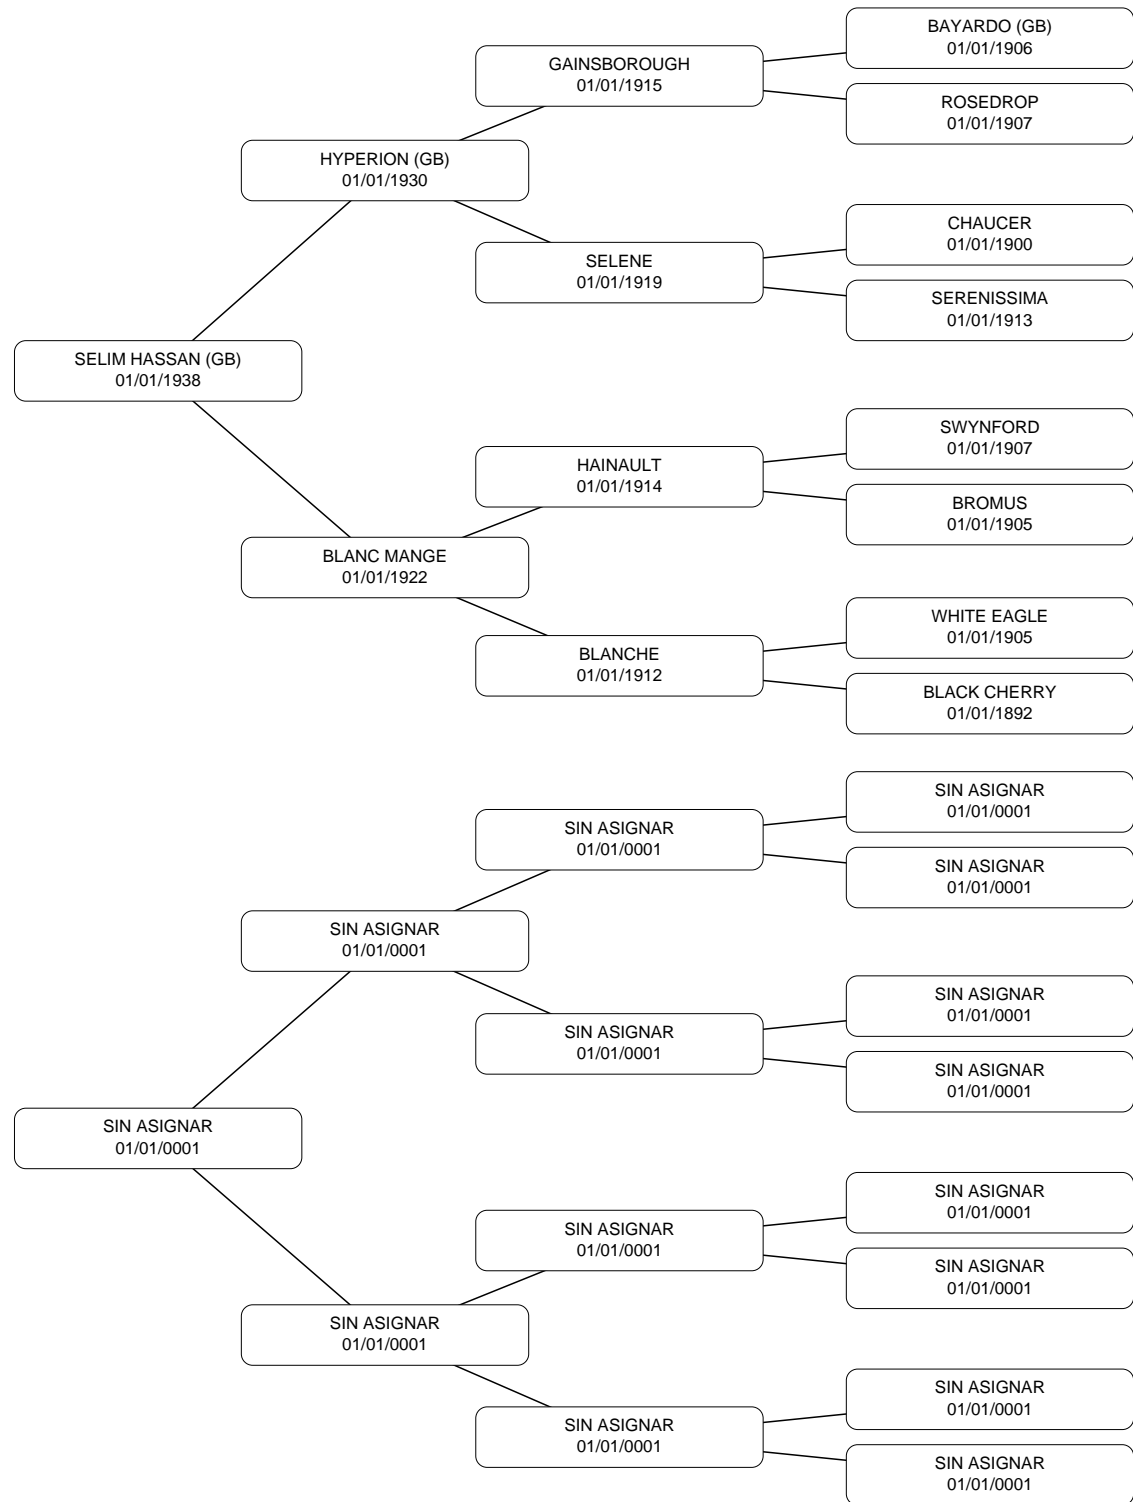 BAYARDO (GB)
01/01/1906
GAINSBOROUGH
01/01/1915
ROSEDROP
01/01/1907
HYPERION (GB)
01/01/1930
CHAUCER
01/01/1900
SELENE
01/01/1919
SERENISSIMA
01/01/1913
SELIM HASSAN (GB)
01/01/1938
SWYNFORD
01/01/1907
HAINAULT
01/01/1914
BROMUS
01/01/1905
BLANC MANGE
01/01/1922
WHITE EAGLE
01/01/1905
BLANCHE
01/01/1912
BLACK CHERRY
01/01/1892
SIN ASIGNAR
01/01/0001
SIN ASIGNAR
01/01/0001
SIN ASIGNAR
01/01/0001
SIN ASIGNAR
01/01/0001
SIN ASIGNAR
01/01/0001
SIN ASIGNAR
01/01/0001
SIN ASIGNAR
01/01/0001
SIN ASIGNAR
01/01/0001
SIN ASIGNAR
01/01/0001
SIN ASIGNAR
01/01/0001
SIN ASIGNAR
01/01/0001
SIN ASIGNAR
01/01/0001
SIN ASIGNAR
01/01/0001
SIN ASIGNAR
01/01/0001
SIN ASIGNAR
01/01/0001